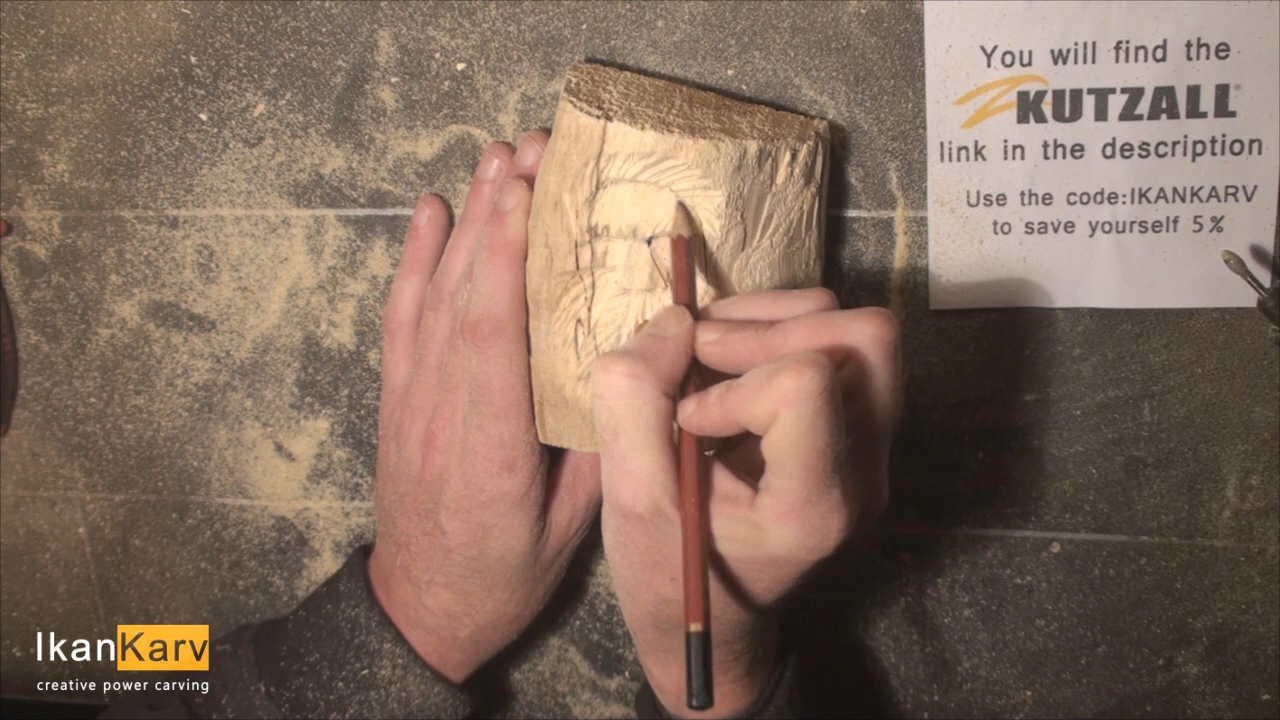 You will find the
KUTZALL
link in the description
Use the code:IKANKARV
to save yourself 5%
IkanKarv
creative power carving